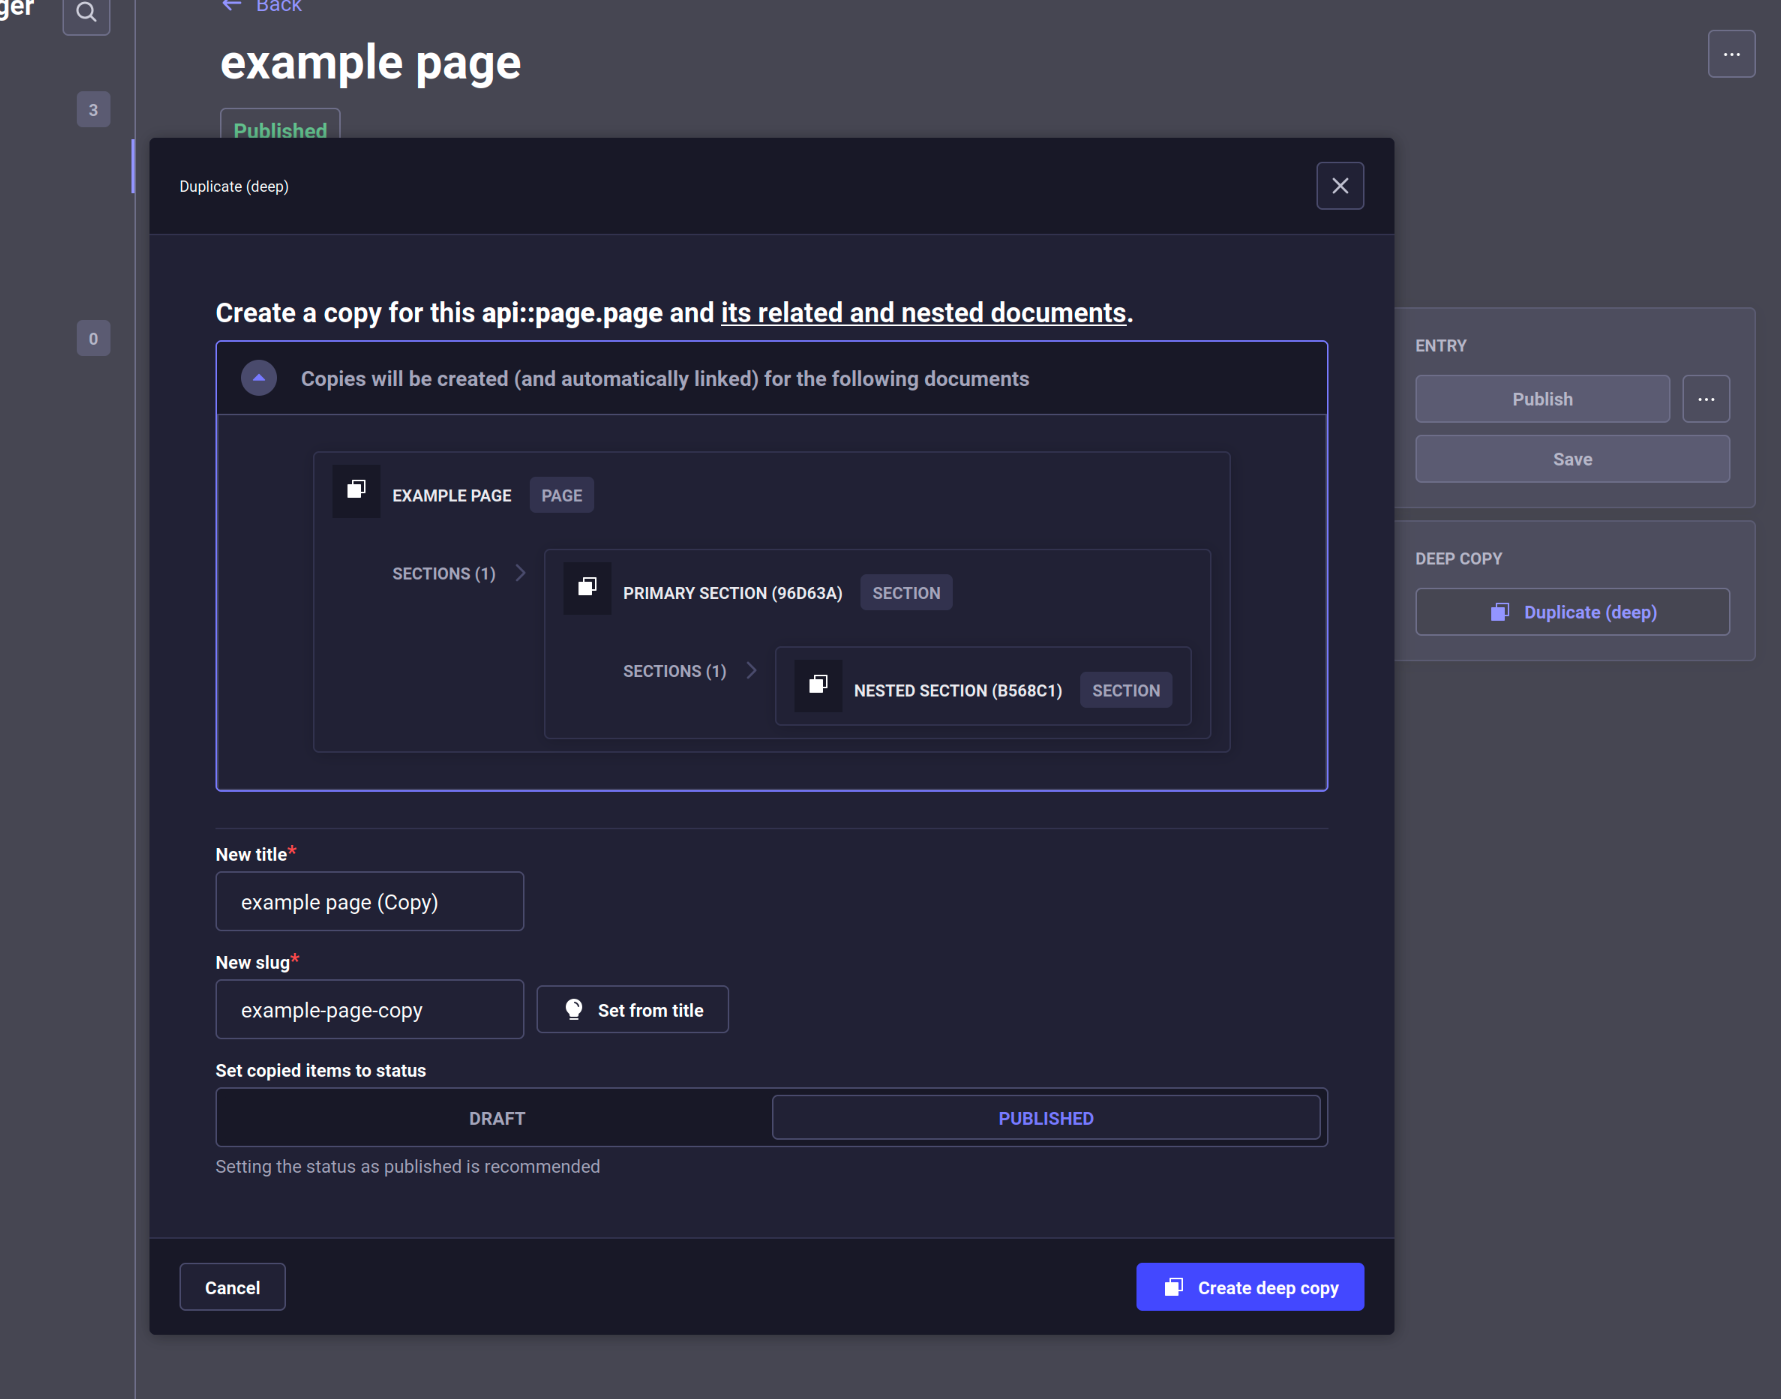 ger
Back
example page
...
3
Published
Duplicate (deep)
0
Create a copy for this api::page.page and its related and nested documents.
Copies will be created (and automatically linked) for the following documents
EXAMPLE PAGE PAGE
SECTIONS (1)
PRIMARY SECTION (96D63A) SECTION
SECTIONS (1)
NESTED SECTION (B568C1) SECTION
New title*
example page (Copy)
New slug*
example-page-copy
Set from title
Set copied items to status
DRAFT PUBLISHED
Setting the status as published is recommended
Cancel
Create deep copy
ENTRY
Publish
...
Save
DEEP COPY
Duplicate (deep)